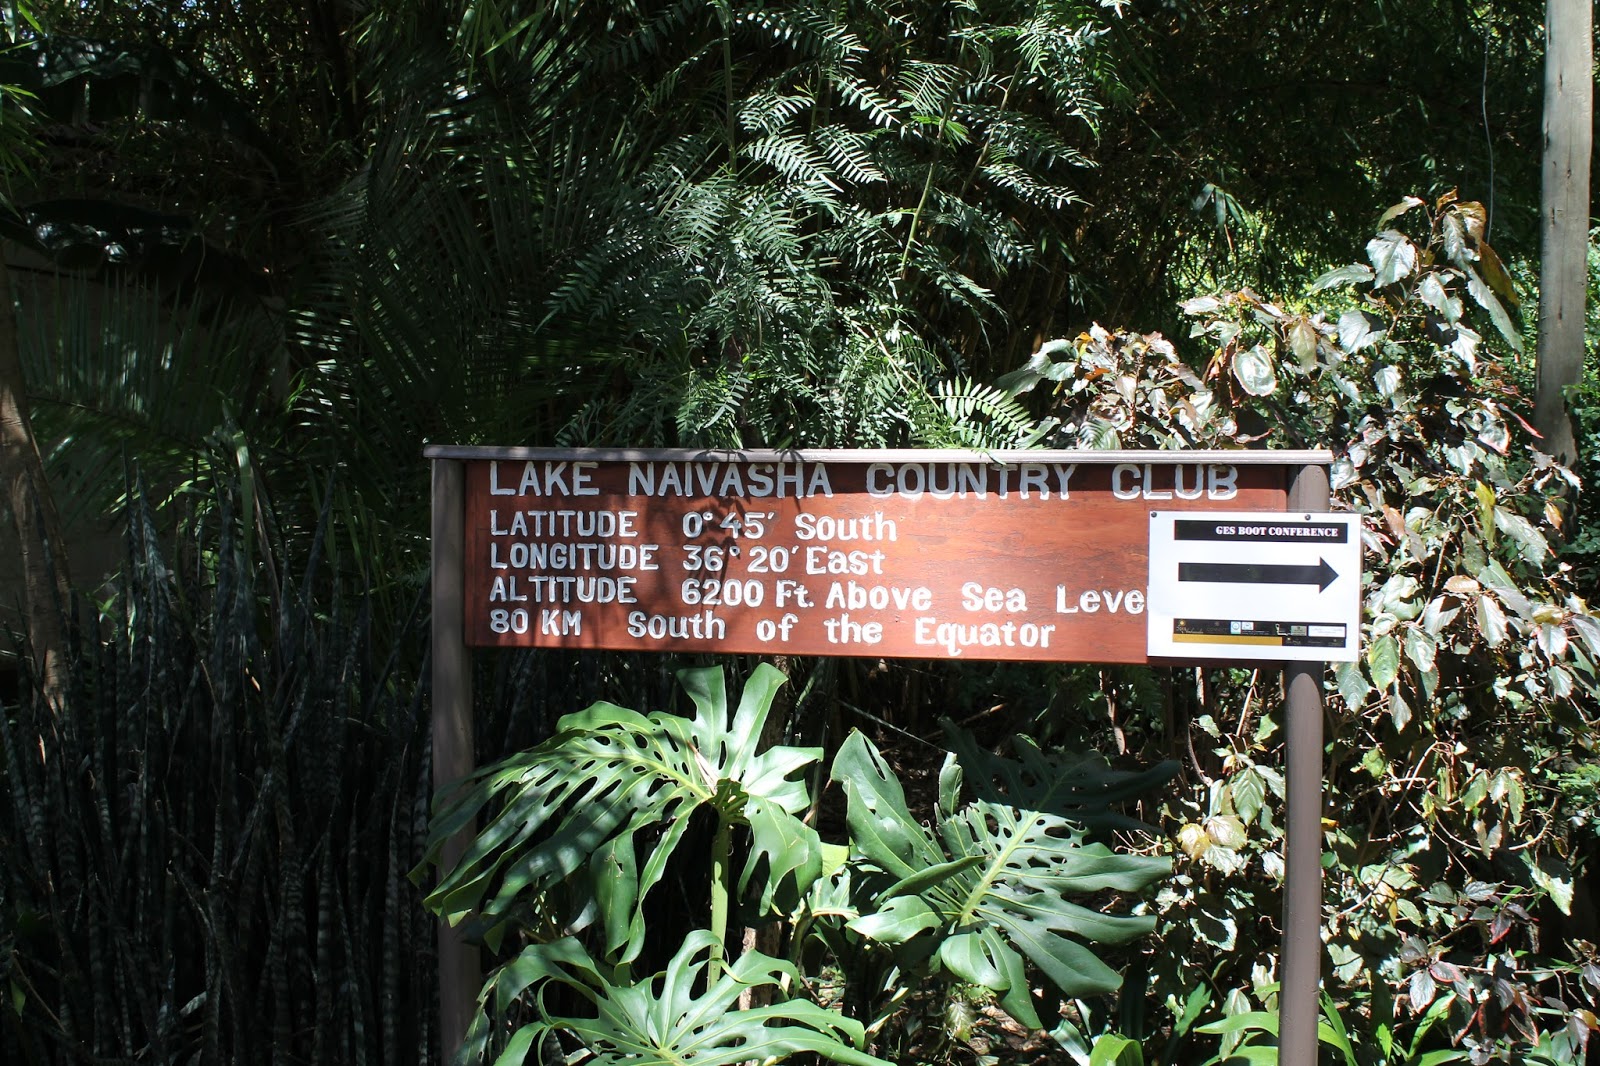 LAKE NAIVASHA COUNTRY CLUB
LATITUDE 0° 45' South
LONGITUDE 36° 20' East
ALTITUDE 6200 Ft. Above Sea Leve
80 KM South of the Equator
GES BOOT CONFERENCE